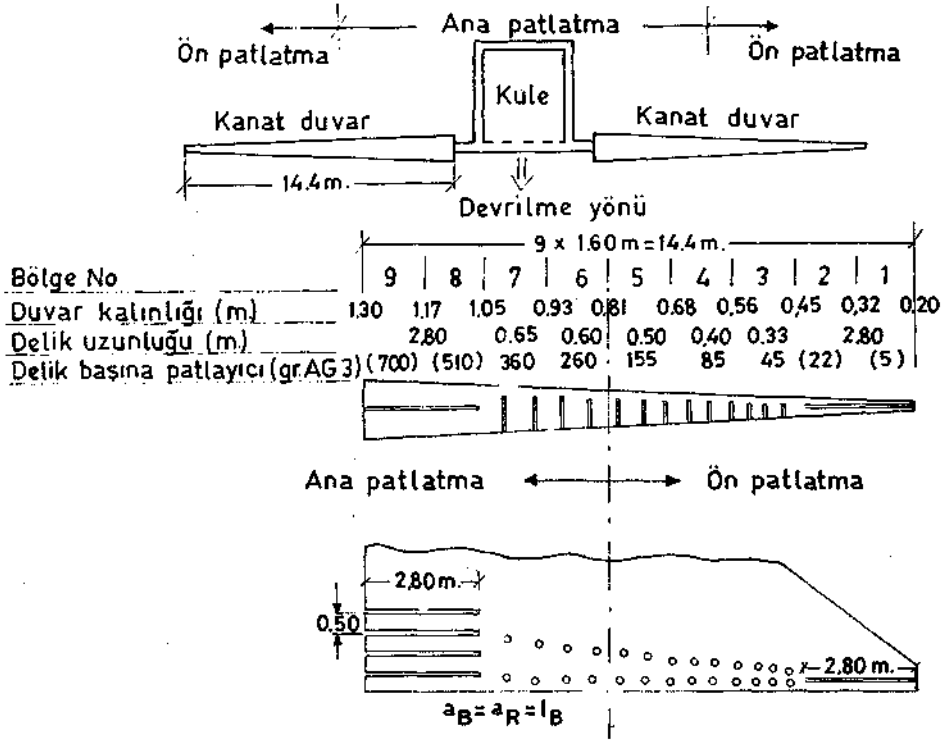 Ön patlatma
Ana patlatma
Ön patlatma
Kule
Kanat duvar
Kanat duvar
14.4m.
Devrilme yönü
9 x 1.60 m=14.4m.
Bölge No 9 8 7 6 5 4 3 2 1
Duvar kalınlığı (m.) 1.30 1.17 1.05 0.93 0.81 0.68 0.56 0.45 0,32 0.20
Delik uzunluğu (m.) 2,80 0.65 0.60 0.50 0,40 0.33 2.80
Delik başına patlayıcı (gr.AG 3) (700) (510) 360 260 155 85 45 (22) (5)
Ana patlatma
Ön patlatma
2,80m.
0.50
2,80m.
aB=aR=lB